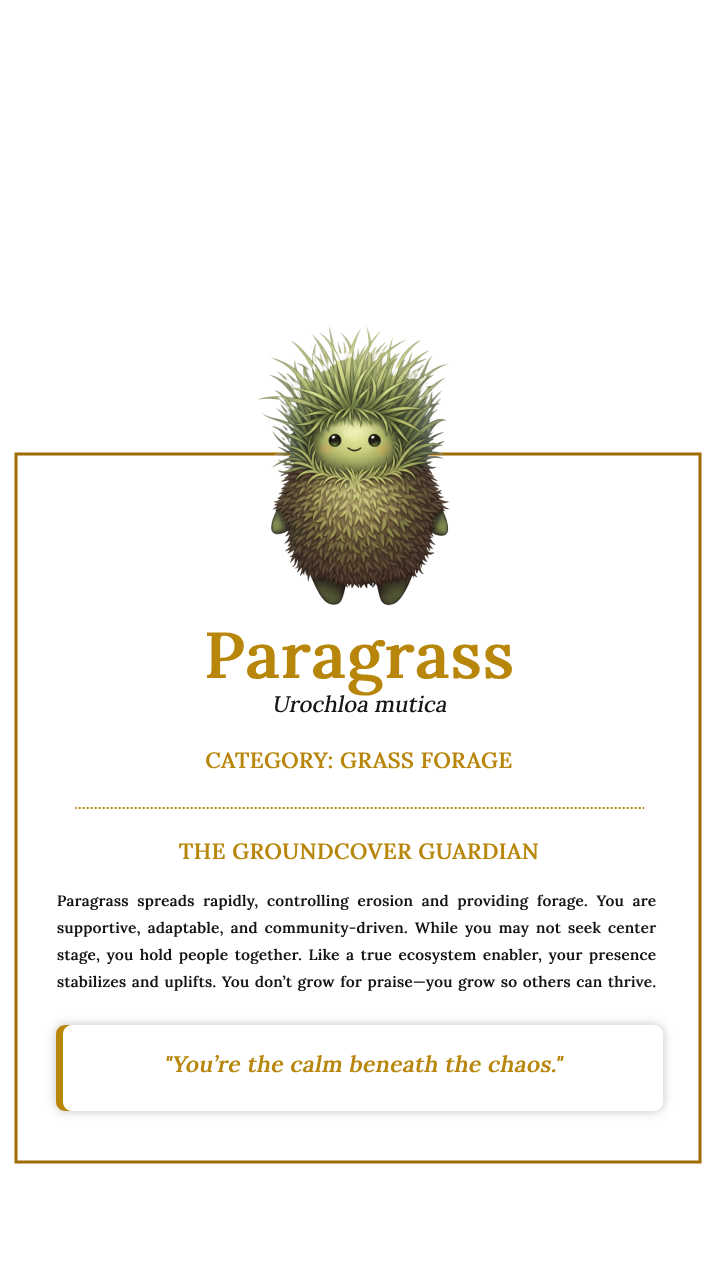 Paragrass
Urochloa mutica
CATEGORY: GRASS FORAGE
THE GROUNDCOVER GUARDIAN
Paragrass spreads rapidly, controlling erosion and providing forage. You are
supportive, adaptable, and community-driven. While you may not seek center
stage, you hold people together. Like a true ecosystem enabler, your presence
stabilizes and uplifts. You don’t grow for praise—you grow so others can thrive.
"You’re the calm beneath the chaos."